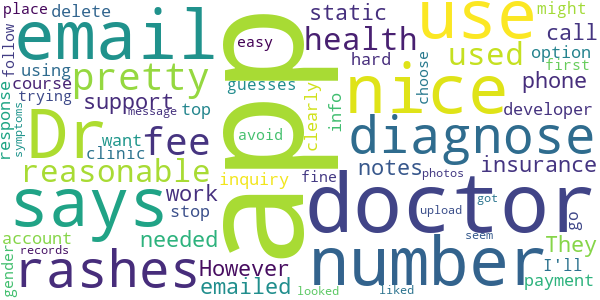 place
delete
email
static
use
might
follow
health
used
call
easy
hard
option
using
pretty
app
choose
first
response
course
support
top
guesses
phone
trying
message
nice
developer
symptoms
Dr
fee
avoid
clearly
info
diagnose
want
clinic
reasonable
stop
inquiry
fine
notes
insurance
says
work
photos
doctor
got
go
account
needed
upload
They
gender
records
rashes
However
emailed
looked
number
liked
seem
I'll
payment